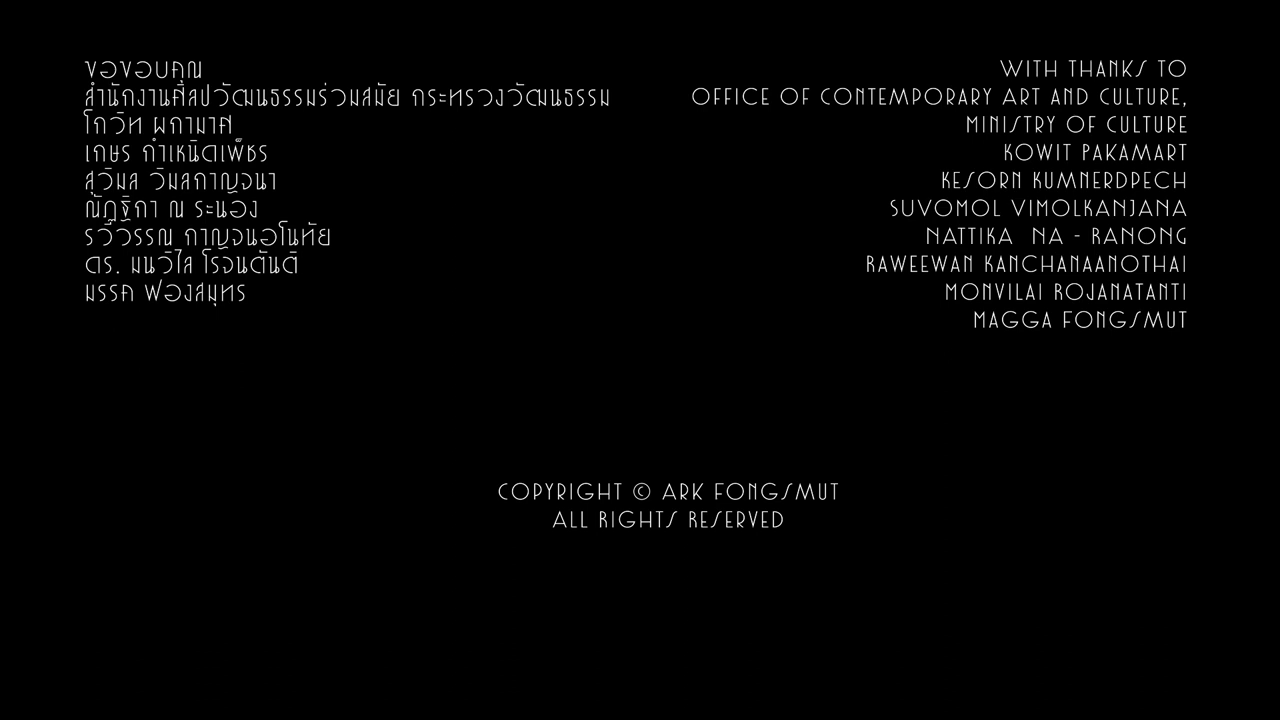 ขอขอบคุณ
สำนักงานศิลปวัฒนธรรมร่วมสมัย กระทรวงวัฒนธรรม
โกวิท ผกามาศ
เกษร กำเหนิดเพ็ชร
สุวิมล วิมลกาญจนา
ณัฏฐิกา ณ ระนอง
รวีวรรณ กาญจนอโนทัย
ดร. มนวิไล โรจนตันติ
มรรค ฟองสมุทร
WITH THANKS TO
OFFICE OF CONTEMPORARY ART AND CULTURE,
MINISTRY OF CULTURE
KOWIT PAKAMART
KESORN KUMNERDPECH
SUVOMOL VIMOLKANJANA
NATTIKA NA - RANONG
RAWEEWAN KANCHANAANOTHAI
MONVILAI ROJANATANTI
MAGGA FONGSMUT
COPYRIGHT © ARK FONGSMUT
ALL RIGHTS RESERVED